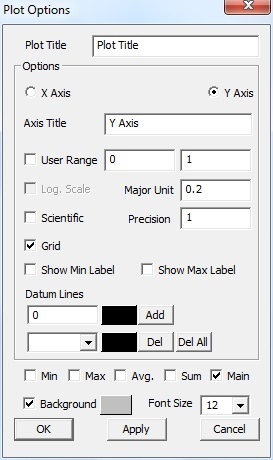 Plot Options
Plot Title Plot Title
Options
X Axis Y Axis
Axis Title Y Axis
User Range 0 1
Log. Scale Major Unit 0.2
Scientific Precision 1
Grid
Show Min Label Show Max Label
Datum Lines
0 Add
Del Del All
Min Max Avg. Sum Main
Background Font Size 12
OK Apply Cancel